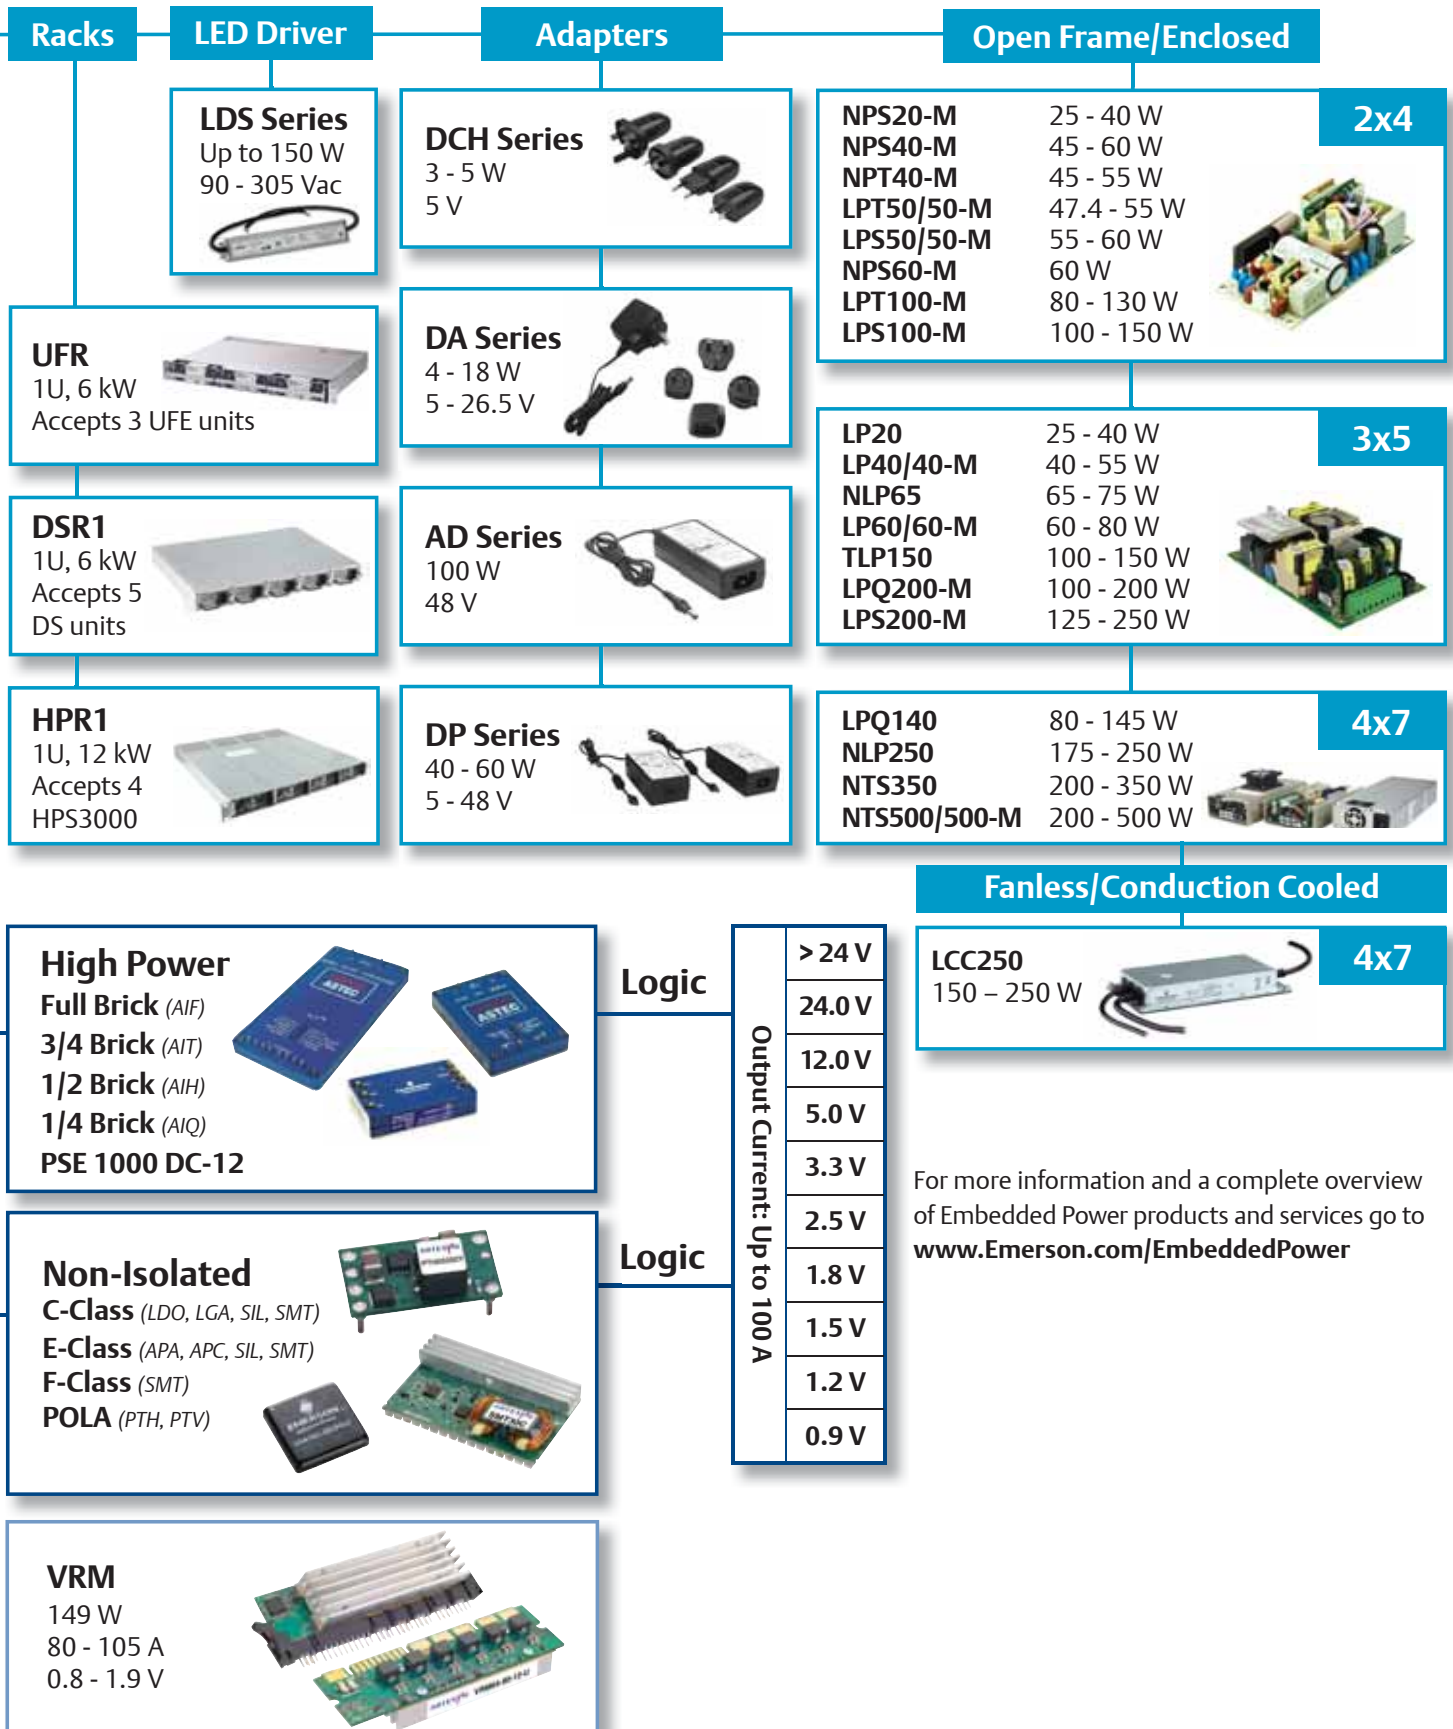 Racks
LED Driver
Adapters
Open Frame/Enclosed
LDS Series
Up to 150 W
90 - 305 Vac
UFR
1U, 6 kW
Accepts 3 UFE units
DSR1
1U, 6 kW
Accepts 5
DS units
HPR1
1U, 12 kW
Accepts 4
HPS3000
DCH Series
3 - 5 W
5 V
DA Series
4 - 18 W
5 - 26.5 V
AD Series
100 W
48 V
DP Series
40 - 60 W
5 - 48 V
2x4
NPS20-M 25 - 40 W
NPS40-M 45 - 60 W
NPT40-M 45 - 55 W
LPT50/50-M 47.4 - 55 W
LPS50/50-M 55 - 60 W
NPS60-M 60 W
LPT100-M 80 - 130 W
LPS100-M 100 - 150 W
3x5
LP20 25 - 40 W
LP40/40-M 40 - 55 W
NLP65 65 - 75 W
LP60/60-M 60 - 80 W
TLP150 100 - 150 W
LPQ200-M 100 - 200 W
LPS200-M 125 - 250 W
4x7
LPQ140 80 - 145 W
NLP250 175 - 250 W
NTS350 200 - 350 W
NTS500/500-M 200 - 500 W
Fanless/Conduction Cooled
4x7
LCC250
150 – 250 W
High Power
Full Brick (AIF)
3/4 Brick (AIT)
1/2 Brick (AIH)
1/4 Brick (AIQ)
PSE 1000 DC-12
ASTEC
ASTEC
Logic
Non-Isolated
C-Class (LDO, LGA, SIL, SMT)
E-Class (APA, APC, SIL, SMT)
F-Class (SMT)
POLA (PTH, PTV)
EMERSON
Logic
Output Current: Up to 100 A
> 24 V
24.0 V
12.0 V
5.0 V
3.3 V
2.5 V
1.8 V
1.5 V
1.2 V
0.9 V
For more information and a complete overview
of Embedded Power products and services go to
www.Emerson.com/EmbeddedPower
VRM
149 W
80 - 105 A
0.8 - 1.9 V